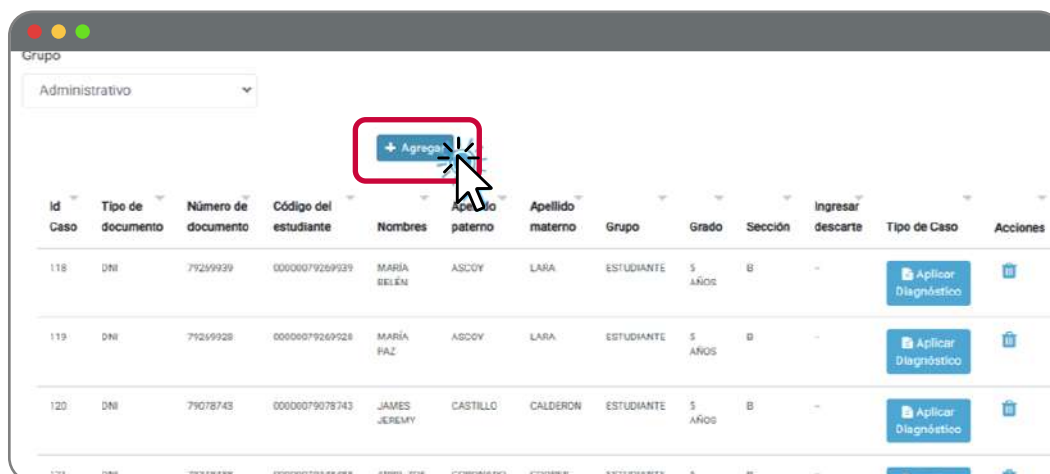 Grupo
Administrativo
+ Agregar
Id Caso Tipo de documento Número de documento Código del estudiante Nombres Apellido paterno Apellido materno Grupo Grado Sección Ingresar descarte Tipo de Caso Acciones
118 DNI 79269939 00000079269939 MARÍA BELÉN ASCOY LARA ESTUDIANTE 5 AÑOS B - Aplicar Diagnóstico
119 DNI 79269928 00000079269928 MARÍA PAZ ASCOY LARA ESTUDIANTE 5 AÑOS B - Aplicar Diagnóstico
120 DNI 79078743 00000079078743 JAMES JEREMY CASTILLO CALDERON ESTUDIANTE 5 AÑOS B - Aplicar Diagnóstico